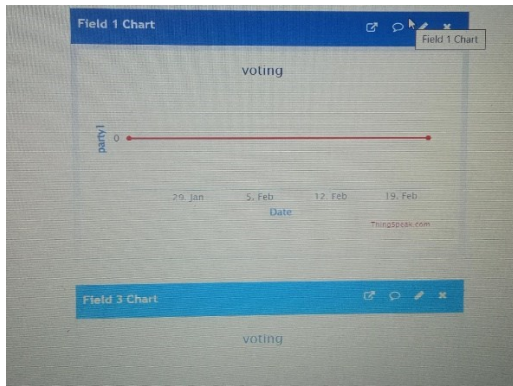 Field 1 Chart
Field 1 Chart
voting
party1
0
29. Jan 5. Feb 12. Feb 19. Feb
Date
ThingSpeak.com
Field 3 Chart
voting